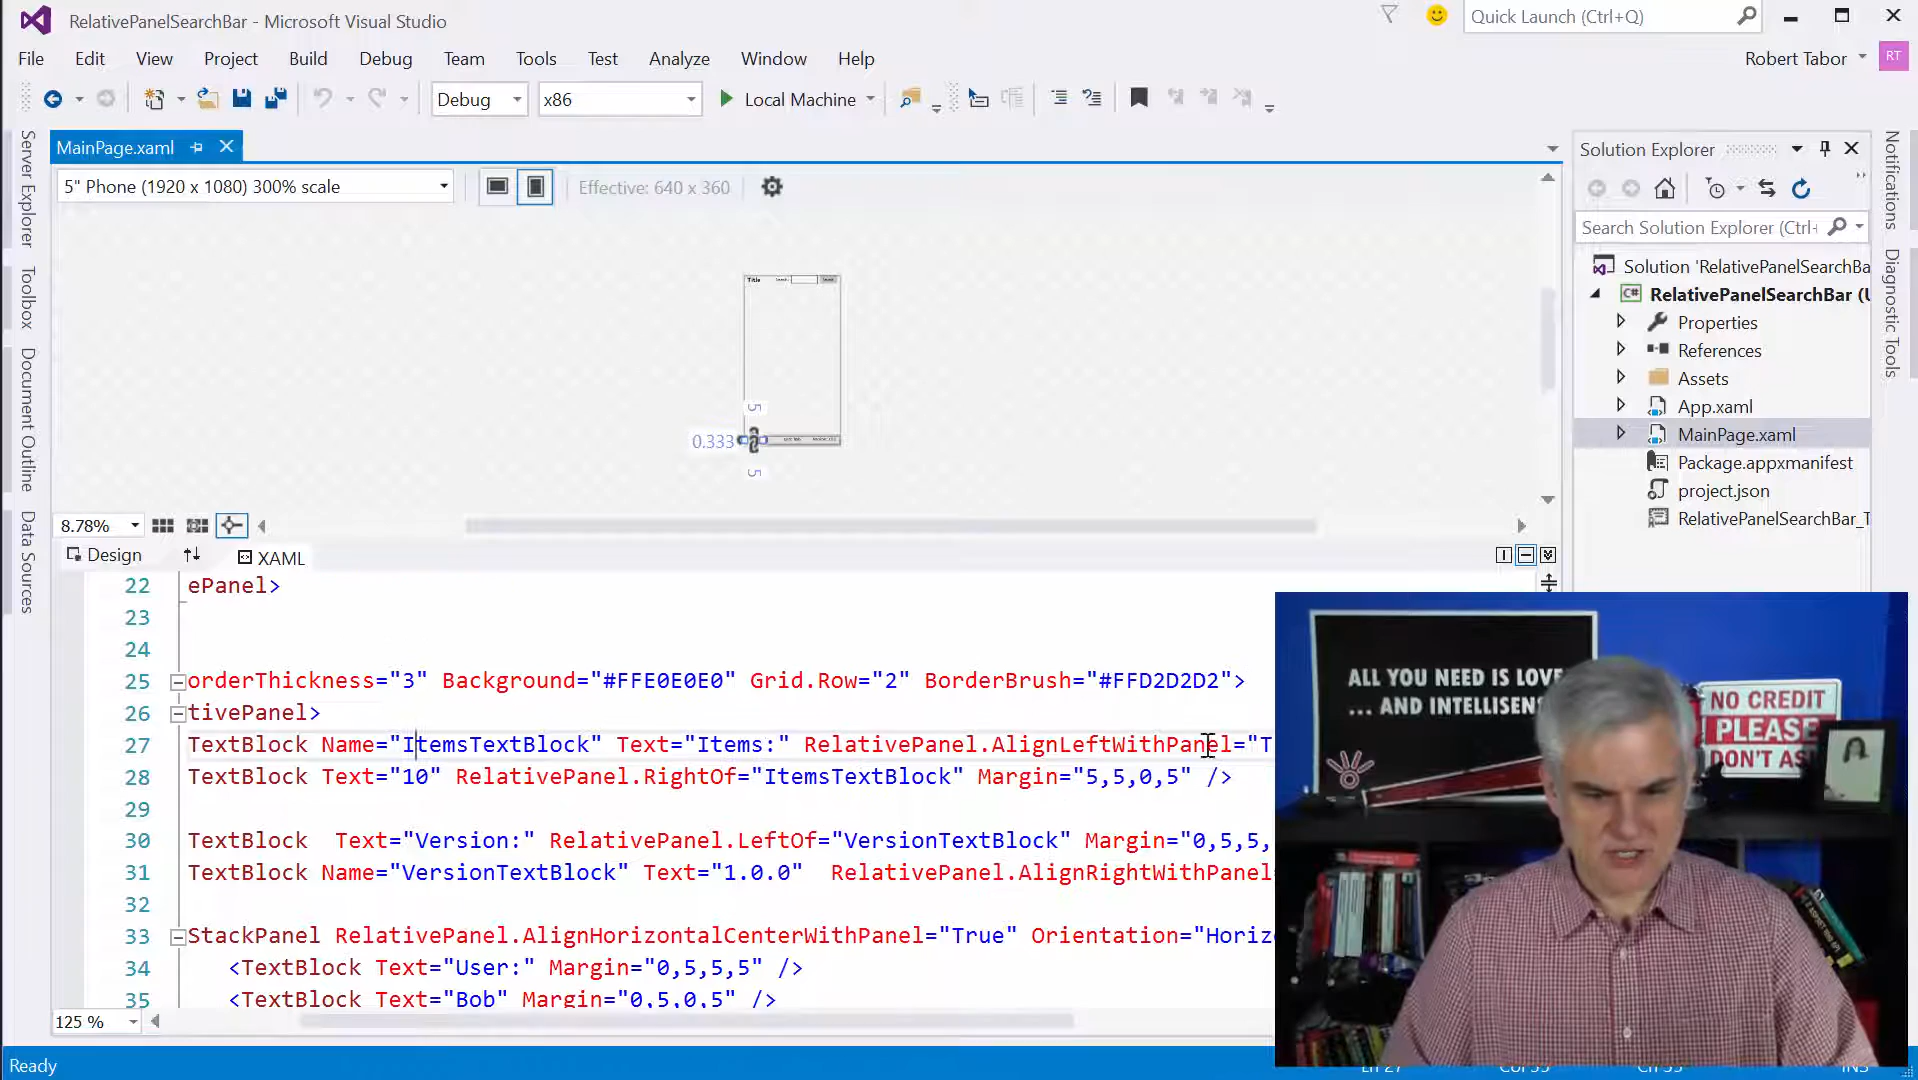 RelativePanelSearchBar - Microsoft Visual Studio
Quick Launch (Ctrl+Q)
File Edit View Project Build Debug Team Tools Test Analyze Window Help
Robert Tabor RT
Debug x86 Local Machine
MainPage.xaml
5" Phone (1920 x 1080) 300% scale
Effective: 640 x 360
Server Explorer
Toolbox
Document Outline
Data Sources
Title
5
0.333
5
8.78%
Design
XAML
22 ePanel>
23
24
25 orderThickness="3" Background="#FFE0E0E0" Grid.Row="2" BorderBrush="#FFD2D2D2">
26 tivePanel>
27 TextBlock Name="ItemsTextBlock" Text="Items:" RelativePanel.AlignLeftWithPanel="T
28 TextBlock Text="10" RelativePanel.RightOf="ItemsTextBlock" Margin="5,5,0,5" />
29
30 TextBlock  Text="Version:" RelativePanel.LeftOf="VersionTextBlock" Margin="0,5,5,
31 TextBlock Name="VersionTextBlock" Text="1.0.0"  RelativePanel.AlignRightWithPanel=
32
33 StackPanel RelativePanel.AlignHorizontalCenterWithPanel="True" Orientation="Horiz
34 <TextBlock Text="User:" Margin="0,5,5,5" />
35 <TextBlock Text="Bob" Margin="0,5,0,5" />
125 %
Ready
Solution Explorer
Search Solution Explorer (Ctrl+
Solution 'RelativePanelSearchBa
C# RelativePanelSearchBar (U
Properties
References
Assets
App.xaml
MainPage.xaml
Package.appxmanifest
project.json
RelativePanelSearchBar_T
Notifications
Diagnostic Tools
ALL YOU NEED IS LOVE
... AND INTELLISEN
NO CREDIT
PLEASE
DON'T AS